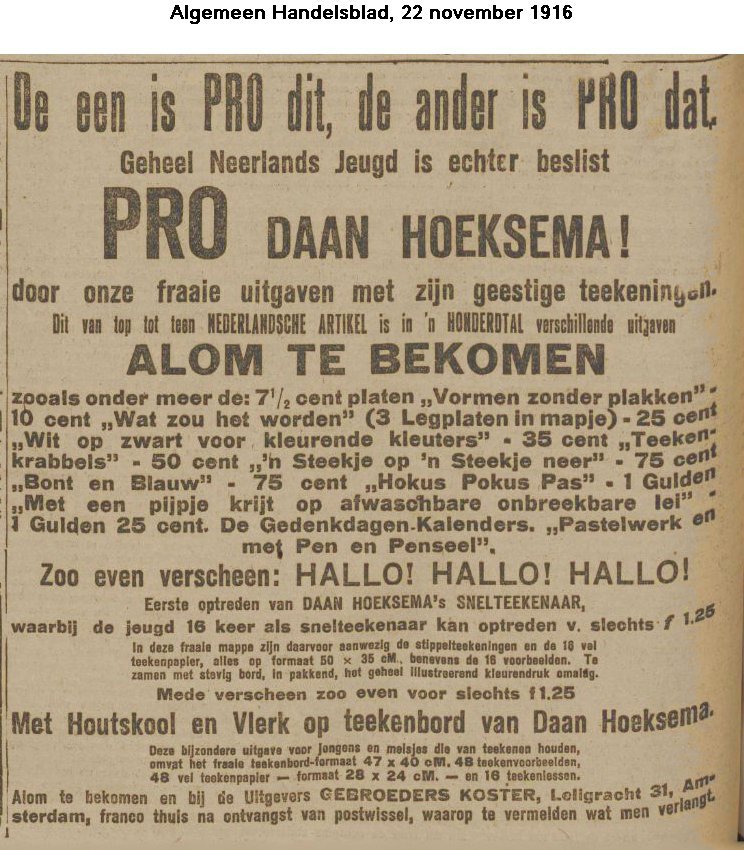 Algemeen Handelsblad, 22 november 1916
De een is PRO dit, de ander is PRO dat.
Geheel Neerlands Jeugd is echter beslist
PRO DAAN HOEKSEMA!
door onze fraaie uitgaven met zijn geestige teekeningen.
Dit van top tot teen NEDERLANDSCHE ARTIKEL is in 'n HONDERDTAL verschillende uitgaven
ALOM TE BEKOMEN
zooals onder meer de: 7½ cent platen „Vormen zonder plakken” -
10 cent „Wat zou het worden” (3 Legplaten in mapje) - 25 cent
„Wit op zwart voor kleurende kleuters” - 35 cent „Teeken-
krabbels” - 50 cent „'n Steekje op 'n Steekje neer” - 75 cent
„Bont en Blauw” - 75 cent „Hokus Pokus Pas” - 1 Gulden
„Met een pijpje krijt op afwaschbare onbreekbare lei” -
1 Gulden 25 cent. De Gedenkdagen-Kalenders. „Pastelwerk en
met Pen en Penseel”.
Zoo even verscheen: HALLO! HALLO! HALLO!
Eerste optreden van DAAN HOEKSEMA's SNELTEEKENAAR,
waarbij de jeugd 16 keer als snelteekenaar kan optreden v. slechts f 1.25
In deze fraaie mappe zijn daarvoor aanwezig de stippelteekeningen en de 16 vel
teekenpapier, alles op formaat 50 × 35 cM., benevens de 16 voorbeelden. Te
zamen met stevig bord, in pakkend, het geheel illustreerend kleurendruk omslag.
Mede verscheen zoo even voor slechts f 1.25
Met Houtskool en Vlerk op teekenbord van Daan Hoeksema.
Deze bijzondere uitgave voor jongens en meisjes die van teekenen houden,
omvat het fraaie teekenbord-formaat 47 x 40 cM. 48 teekenvoorbeelden,
48 vel teekenpapier — formaat 28 x 24 cM. — en 16 teekenlessen.
Alom te bekomen en bij de Uitgevers GEBROEDERS KOSTER, Leliegracht 31, Am-
sterdam, franco thuis na ontvangst van postwissel, waarop te vermelden wat men verlangt.